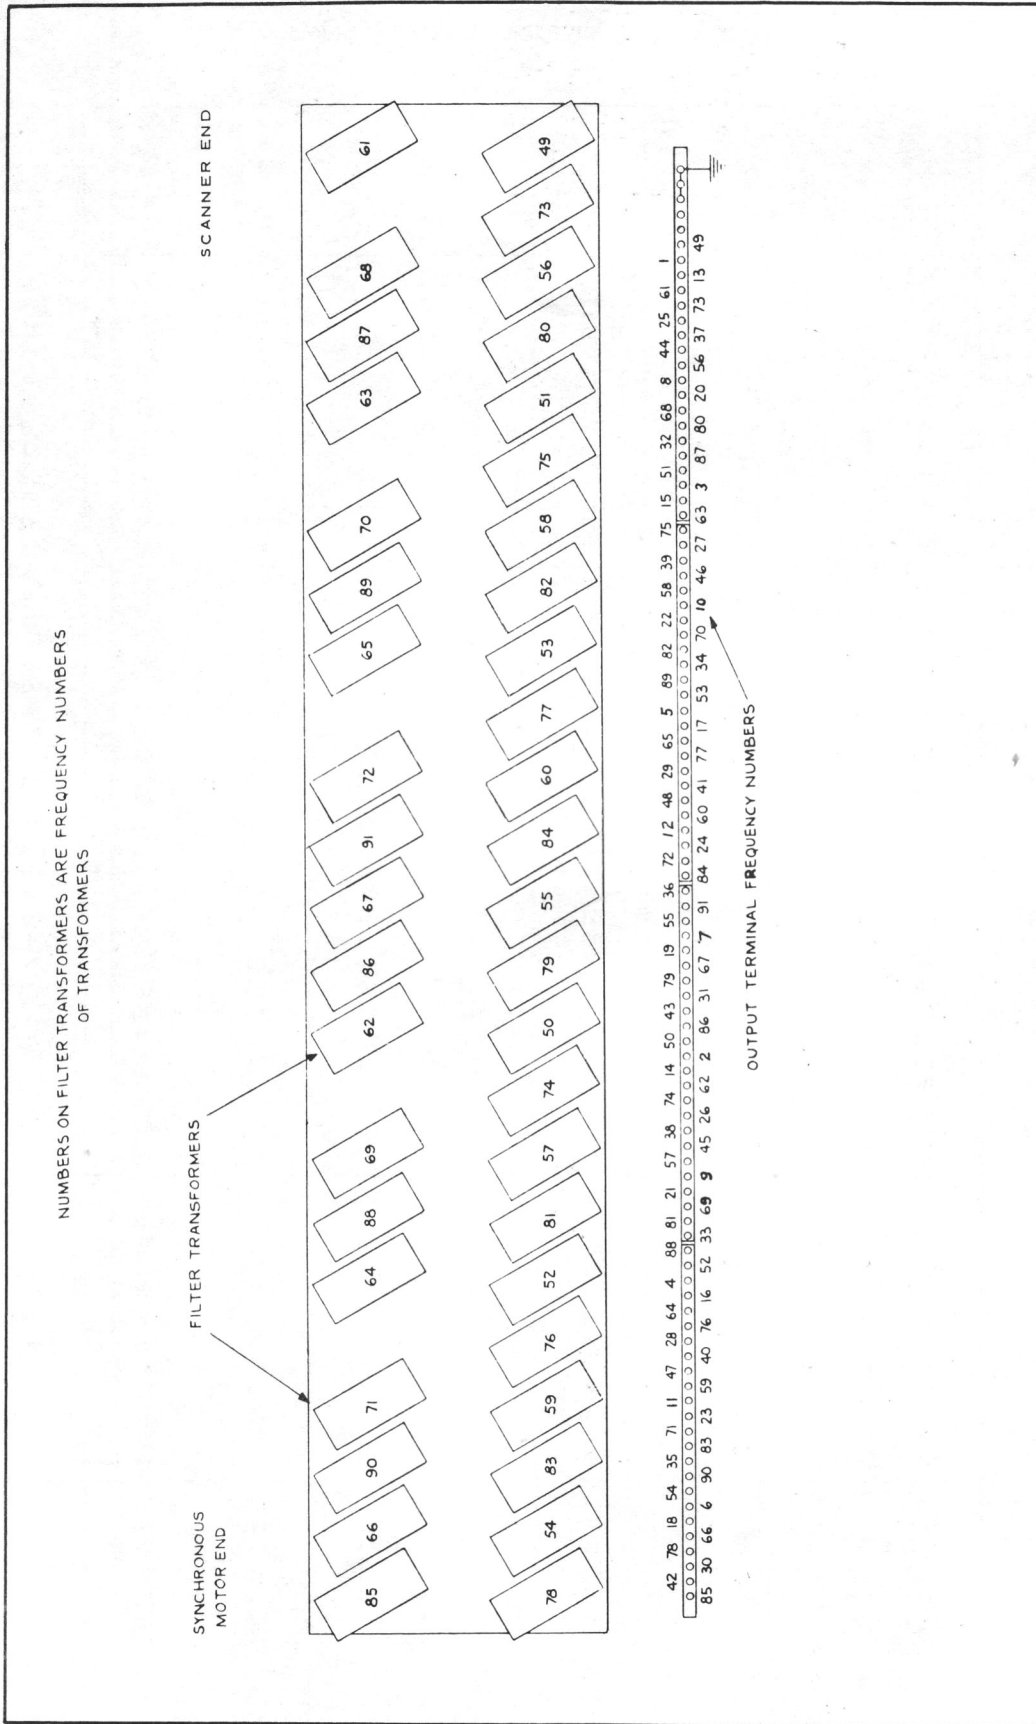 NUMBERS ON FILTER TRANSFORMERS ARE FREQUENCY NUMBERS
OF TRANSFORMERS
FILTER TRANSFORMERS
SYNCHRONOUS
MOTOR END
SCANNER END
85 66 90 71 64 88 69 62 86 67 91 72 65 89 70 63 87 68 61
78 54 83 59 76 52 81 57 74 50 79 55 84 60 77 53 82 58 75 51 80 56 73 49
42 78 18 54 35 71 11 47 28 64 4 88 81 21 57 38 74 14 50 43 79 19 55 36 72 12 48 29 65 5 89 82 22 58 39 75 15 51 32 68 8 44 25 61 1
85 30 66 6 90 83 23 59 40 76 16 52 33 69 9 45 26 62 2 86 31 67 7 91 84 24 60 41 77 17 53 34 70 10 46 27 63 3 87 80 20 56 37 73 13 49
OUTPUT TERMINAL FREQUENCY NUMBERS